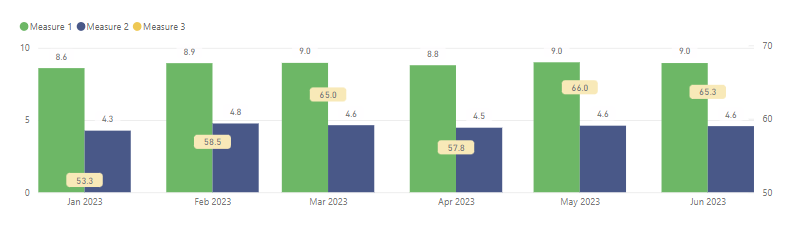 Measure 1 Measure 2 Measure 3
10 70
8.6 8.9 9.0 8.8 9.0 9.0
65.0 66.0 65.3
5 60
4.3 4.8 4.6 4.5 4.6 4.6
58.5 57.8
53.3
0 50
Jan 2023 Feb 2023 Mar 2023 Apr 2023 May 2023 Jun 2023